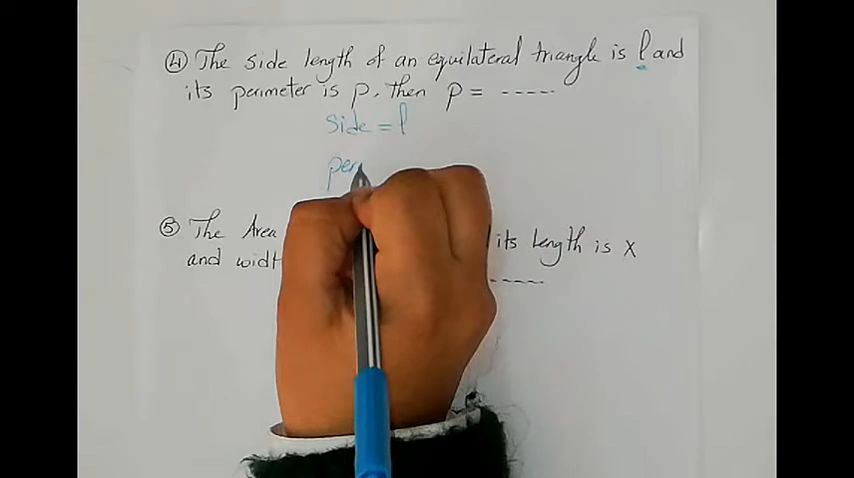 ④ The side length of an equilateral triangle is l and
its perimeter is p, then p = -----
side = l
per
⑤ The Area its Length is x
and -----